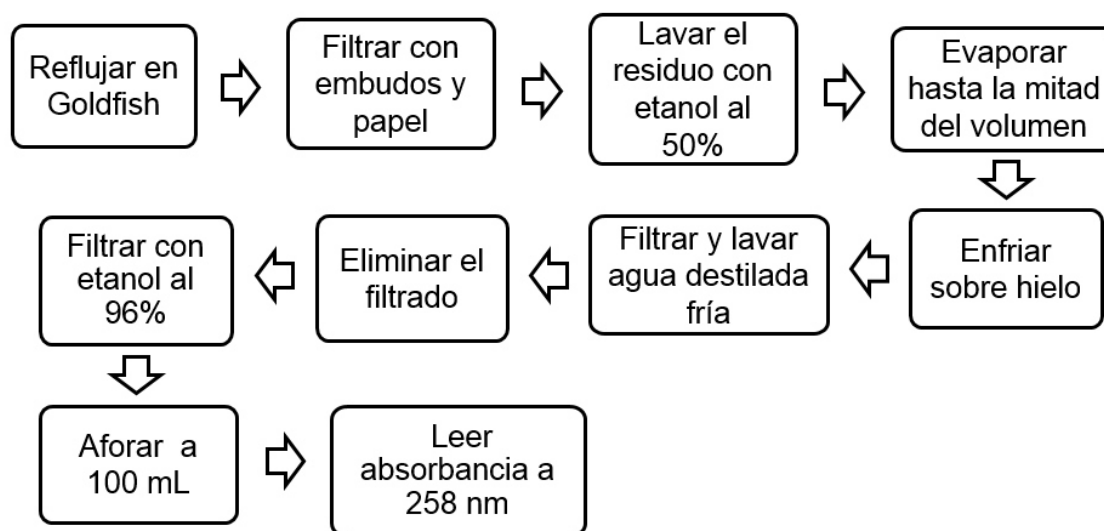 Reflujar en
Goldfish
Filtrar con
embudos y
papel
Lavar el
residuo con
etanol al
50%
Evaporar
hasta la mitad
del volumen
Enfriar
sobre hielo
Filtrar y lavar
agua destilada
fría
Eliminar el
filtrado
Filtrar con
etanol al
96%
Aforar a
100 mL
Leer
absorbancia a
258 nm